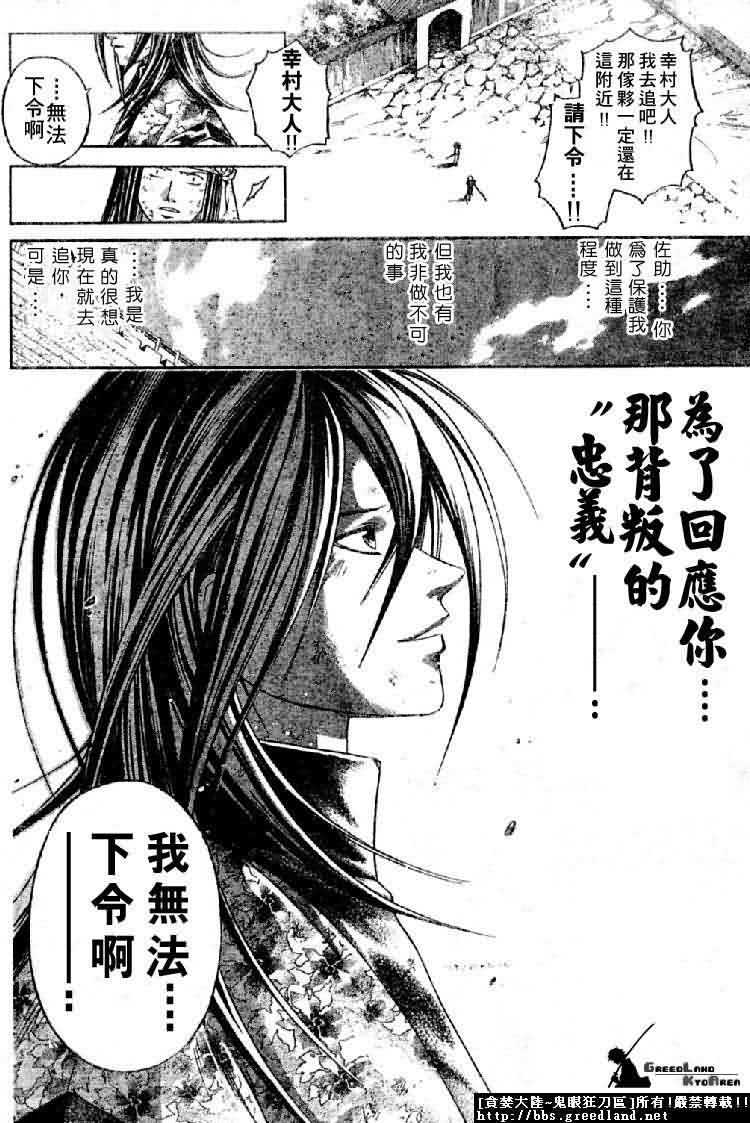 幸村大人
我去追吧!!
那傢夥一定還在
這附近!!
請下令……!!
幸村大人!!
……無法
下令啊
佐助……你
為了保護我
做到這種
程度……
但我也有
我非做不可
的事
……我是
真的很想
現在就去
追你,
可是……
為了回應你……
那背叛的
〝忠義〞——.
我無法……
下令啊
——..
GREEDLAND
KYOAREN
[貪婪大陸~鬼眼狂刀區]所有!嚴禁轉載!!
http://bbs.greedland.net